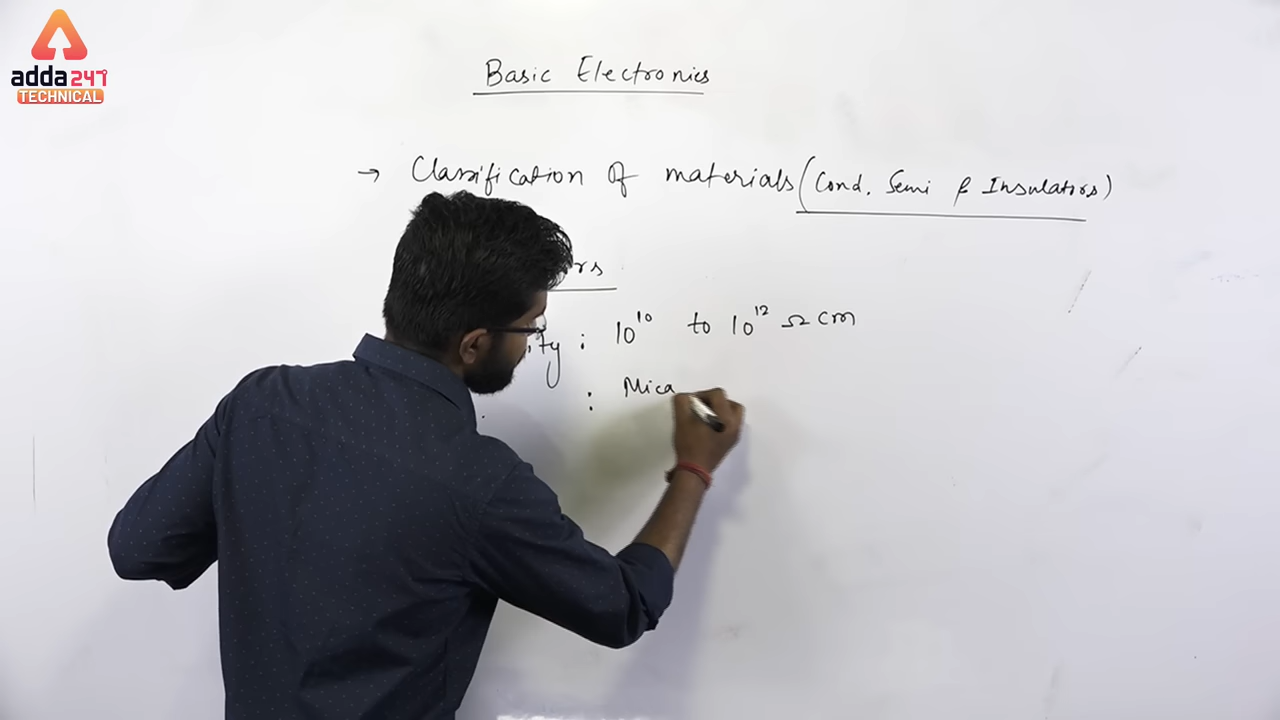 adda247
TECHNICAL
Basic Electronics
→ Classification of materials (Cond. Semi & Insulators)
rs
ity : 10¹⁰ to 10¹² Ω cm
: Mica